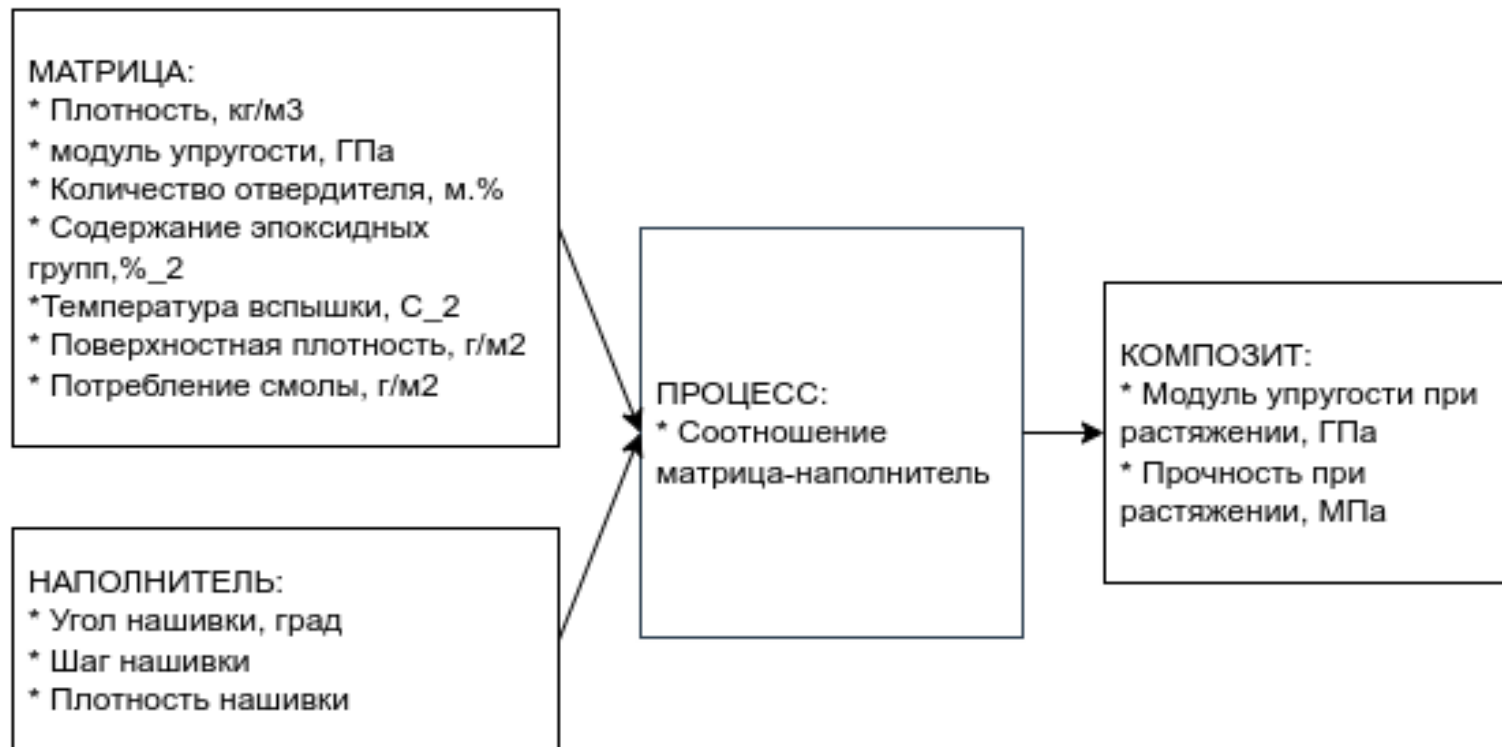 МАТРИЦА:
* Плотность, кг/м3
* модуль упругости, ГПа
* Количество отвердителя, м.%
* Содержание эпоксидных
групп,%_2
*Температура вспышки, С_2
* Поверхностная плотность, г/м2
* Потребление смолы, г/м2
НАПОЛНИТЕЛЬ:
* Угол нашивки, град
* Шаг нашивки
* Плотность нашивки
ПРОЦЕСС:
* Соотношение
матрица-наполнитель
КОМПОЗИТ:
* Модуль упругости при
растяжении, ГПа
* Прочность при
растяжении, МПа